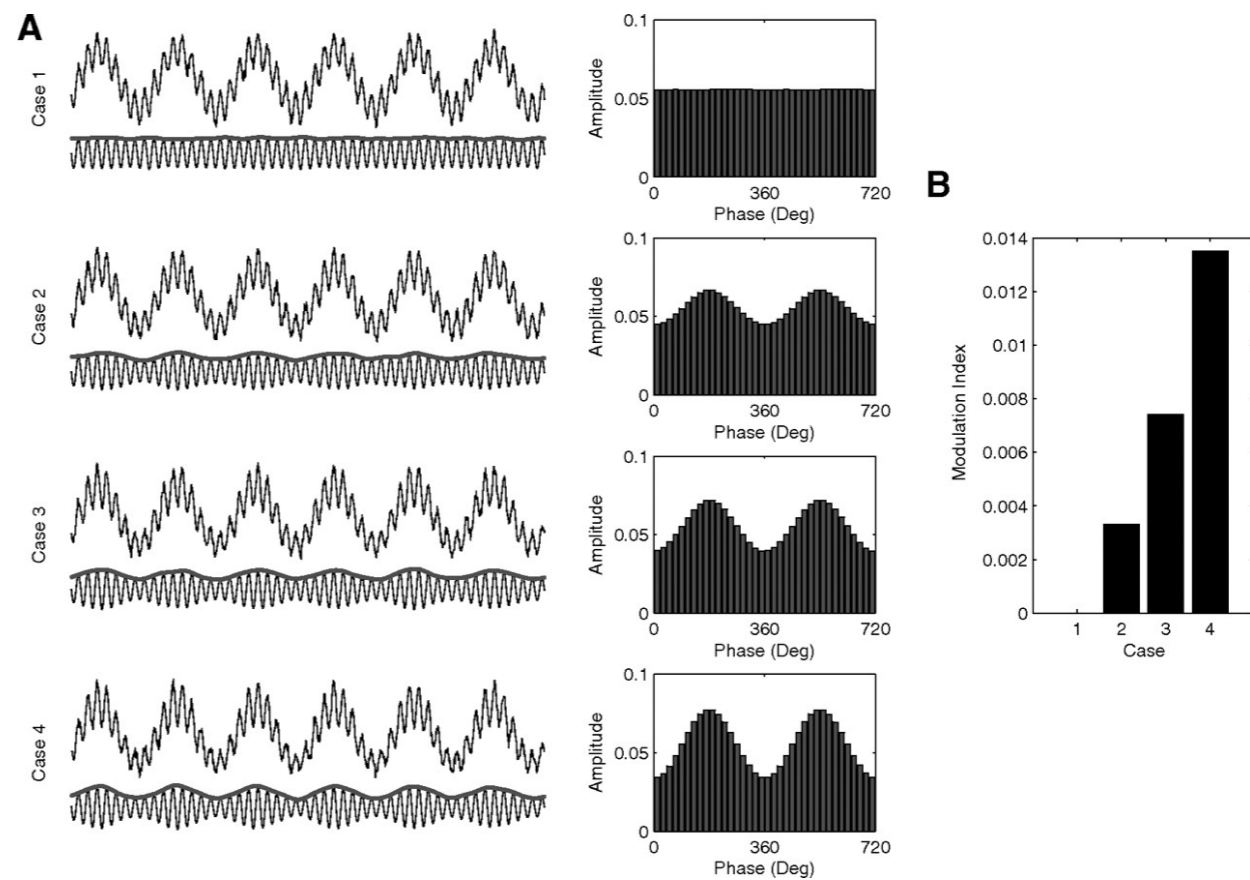 A
Case 1
Amplitude
0.1
0.05
0
0 360 720
Phase (Deg)
Case 2
Amplitude
0.1
0.05
0
0 360 720
Phase (Deg)
Case 3
Amplitude
0.1
0.05
0
0 360 720
Phase (Deg)
Case 4
Amplitude
0.1
0.05
0
0 360 720
Phase (Deg)
B
Modulation Index
0.014
0.012
0.01
0.008
0.006
0.004
0.002
0
1 2 3 4
Case